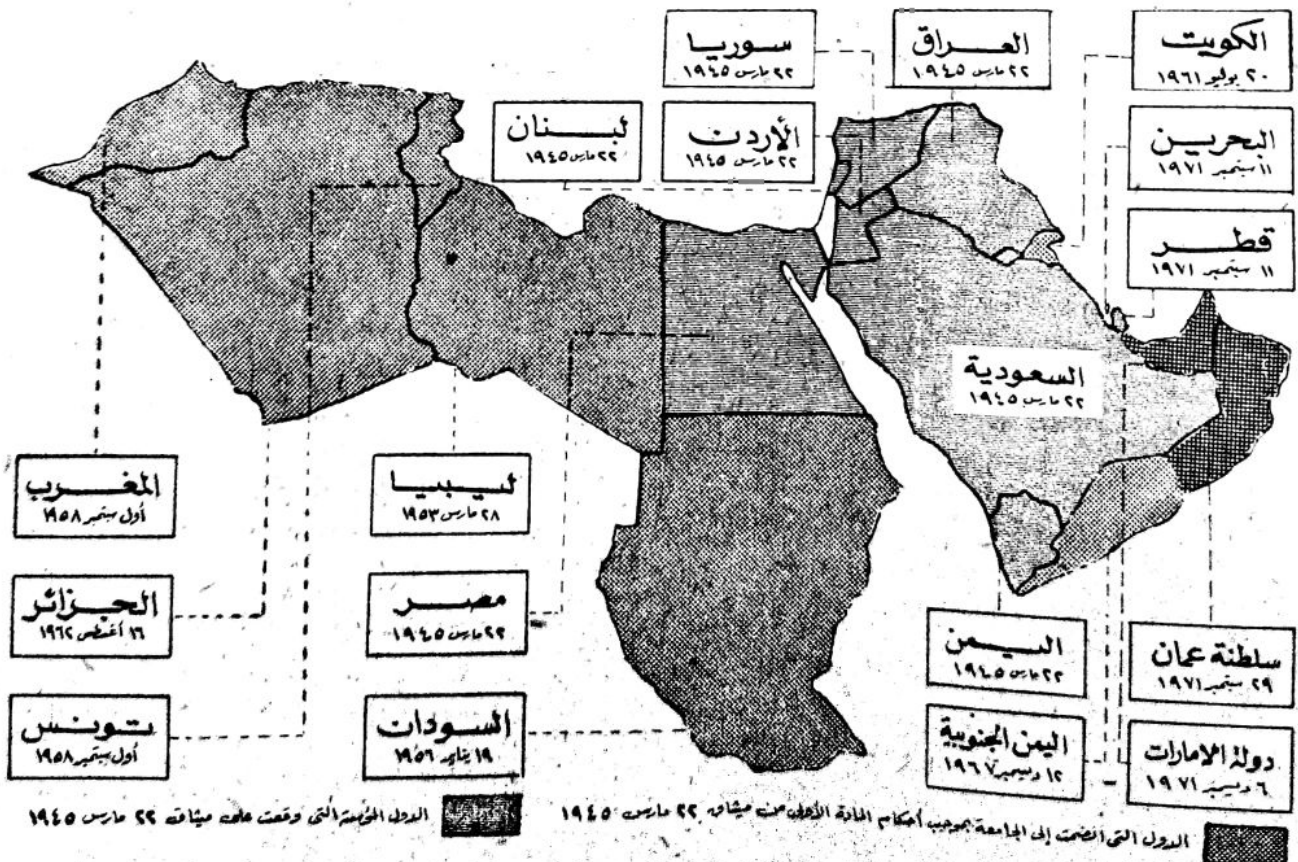 الكويت
٢٠ يوليو ١٩٦١
العراق
٢٢ مارس ١٩٤٥
سوريا
٢٢ مارس ١٩٤٥
البحرين
١١ سبتمبر ١٩٧١
الأردن
٢٢ مارس ١٩٤٥
لبنان
٢٢ مارس ١٩٤٥
قطر
١١ سبتمبر ١٩٧١
السعودية
٢٢ مارس ١٩٤٥
ليبيا
٢٨ مارس ١٩٥٣
المغرب
أول سبتمبر ١٩٥٨
سلطنة عمان
٢٩ سبتمبر ١٩٧١
اليمن
٢٢ مارس ١٩٤٥
مصر
٢٢ مارس ١٩٤٥
الجزائر
١٦ أغسطس ١٩٦٢
دولة الامارات
٦ ديسمبر ١٩٧١
اليمن الجنوبية
١٢ ديسمبر ١٩٦٧
السودان
١٩ يناير ١٩٥٦
تونس
أول سبتمبر ١٩٥٨
الدول التى انضمت إلى الجامعة بموجب أحكام المادة الأولى من ميثاق ٢٢ مارس ١٩٤٥
الدول التى وقعت على ميثاق ٢٢ مارس ١٩٤٥